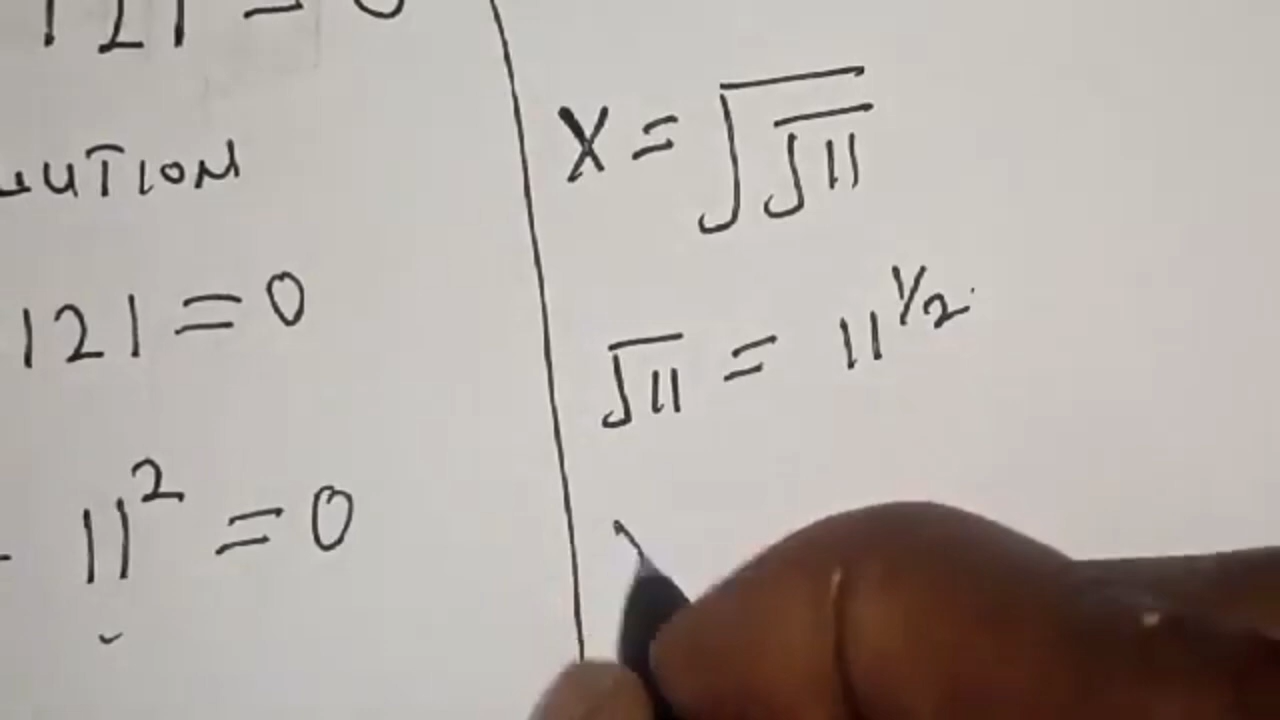 121 = 0
UTION
121 = 0
- 11² = 0
X = √√11
√11 = 11^1/2